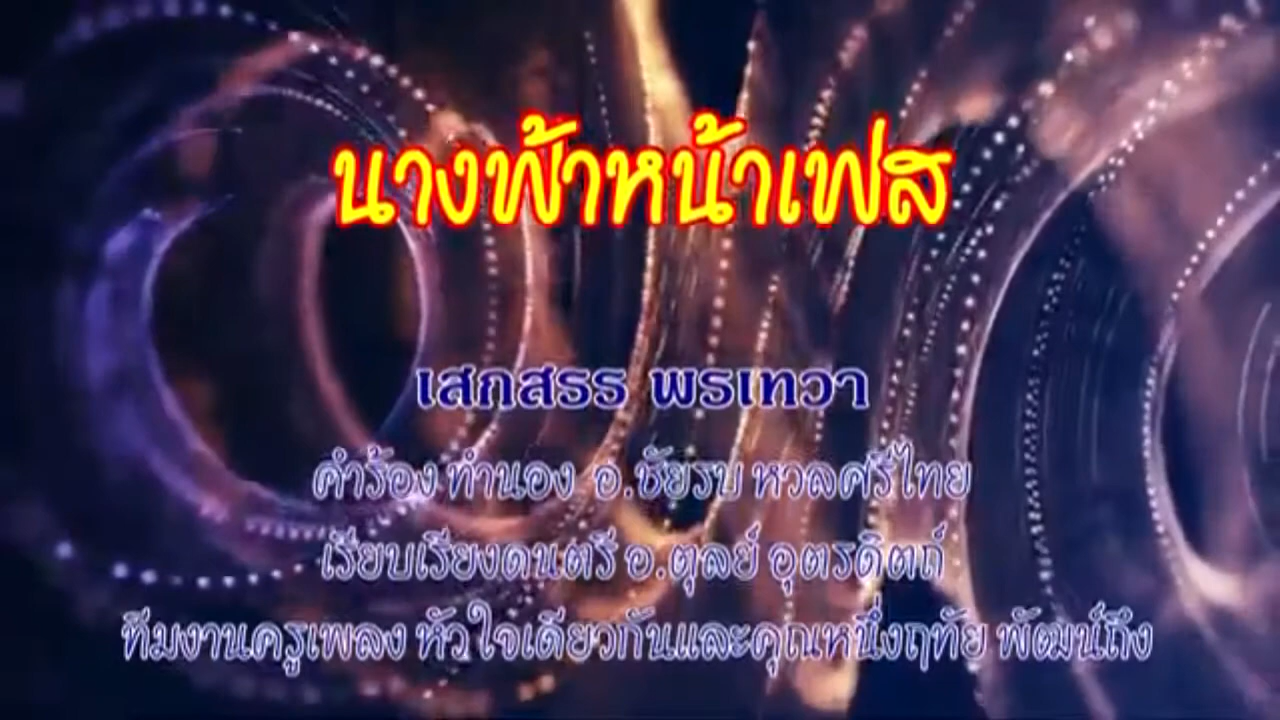 นางฟ้าหน้าเฟส
เสกสรร พรเทวา
คำร้อง ทำนอง อ.ชัยรบ หวลศรีไทย
เรียบเรียงดนตรี อ.ตุลย์ อุตรดิตถ์
ทีมงานครูเพลง หัวใจเดียวกันและคุณหนึ่งฤทัย พัฒน์ถึง